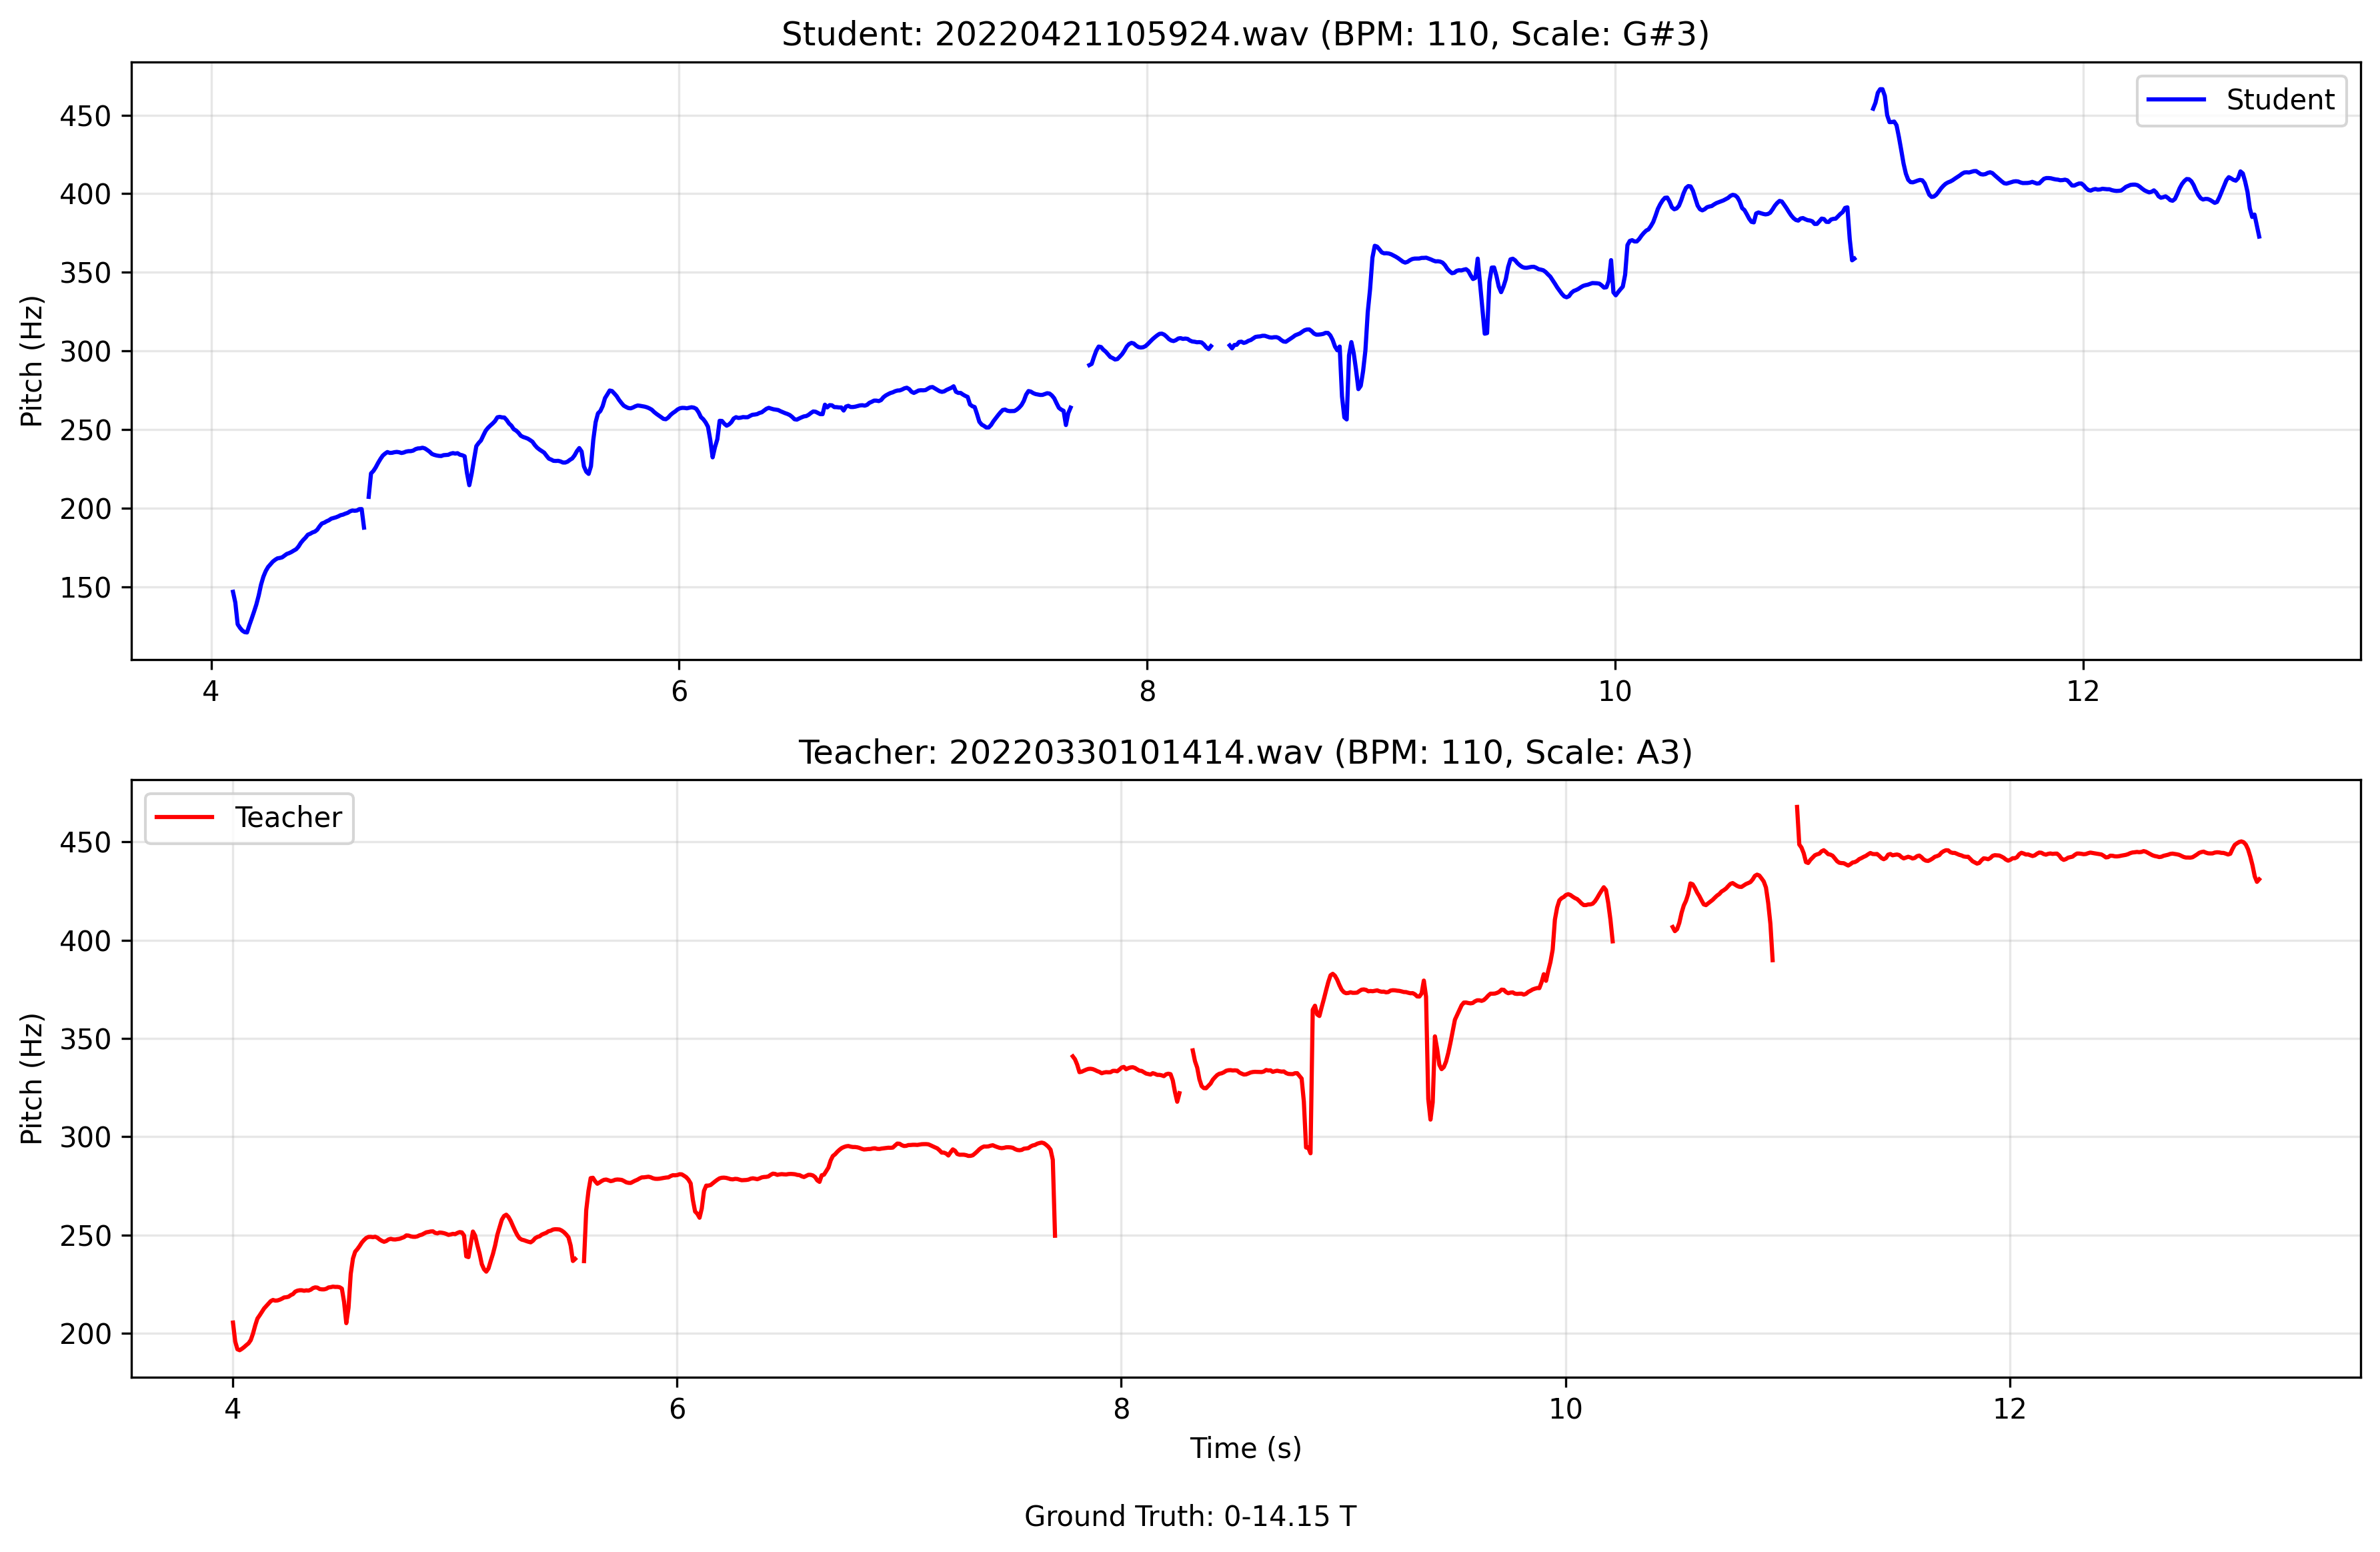 Student: 20220421105924.wav (BPM: 110, Scale: G#3)
Pitch (Hz)
450
400
350
300
250
200
150
Student
4
6
8
10
12
Teacher: 20220330101414.wav (BPM: 110, Scale: A3)
Pitch (Hz)
450
400
350
300
250
200
Teacher
4
6
8
10
12
Time (s)
Ground Truth: 0-14.15 T